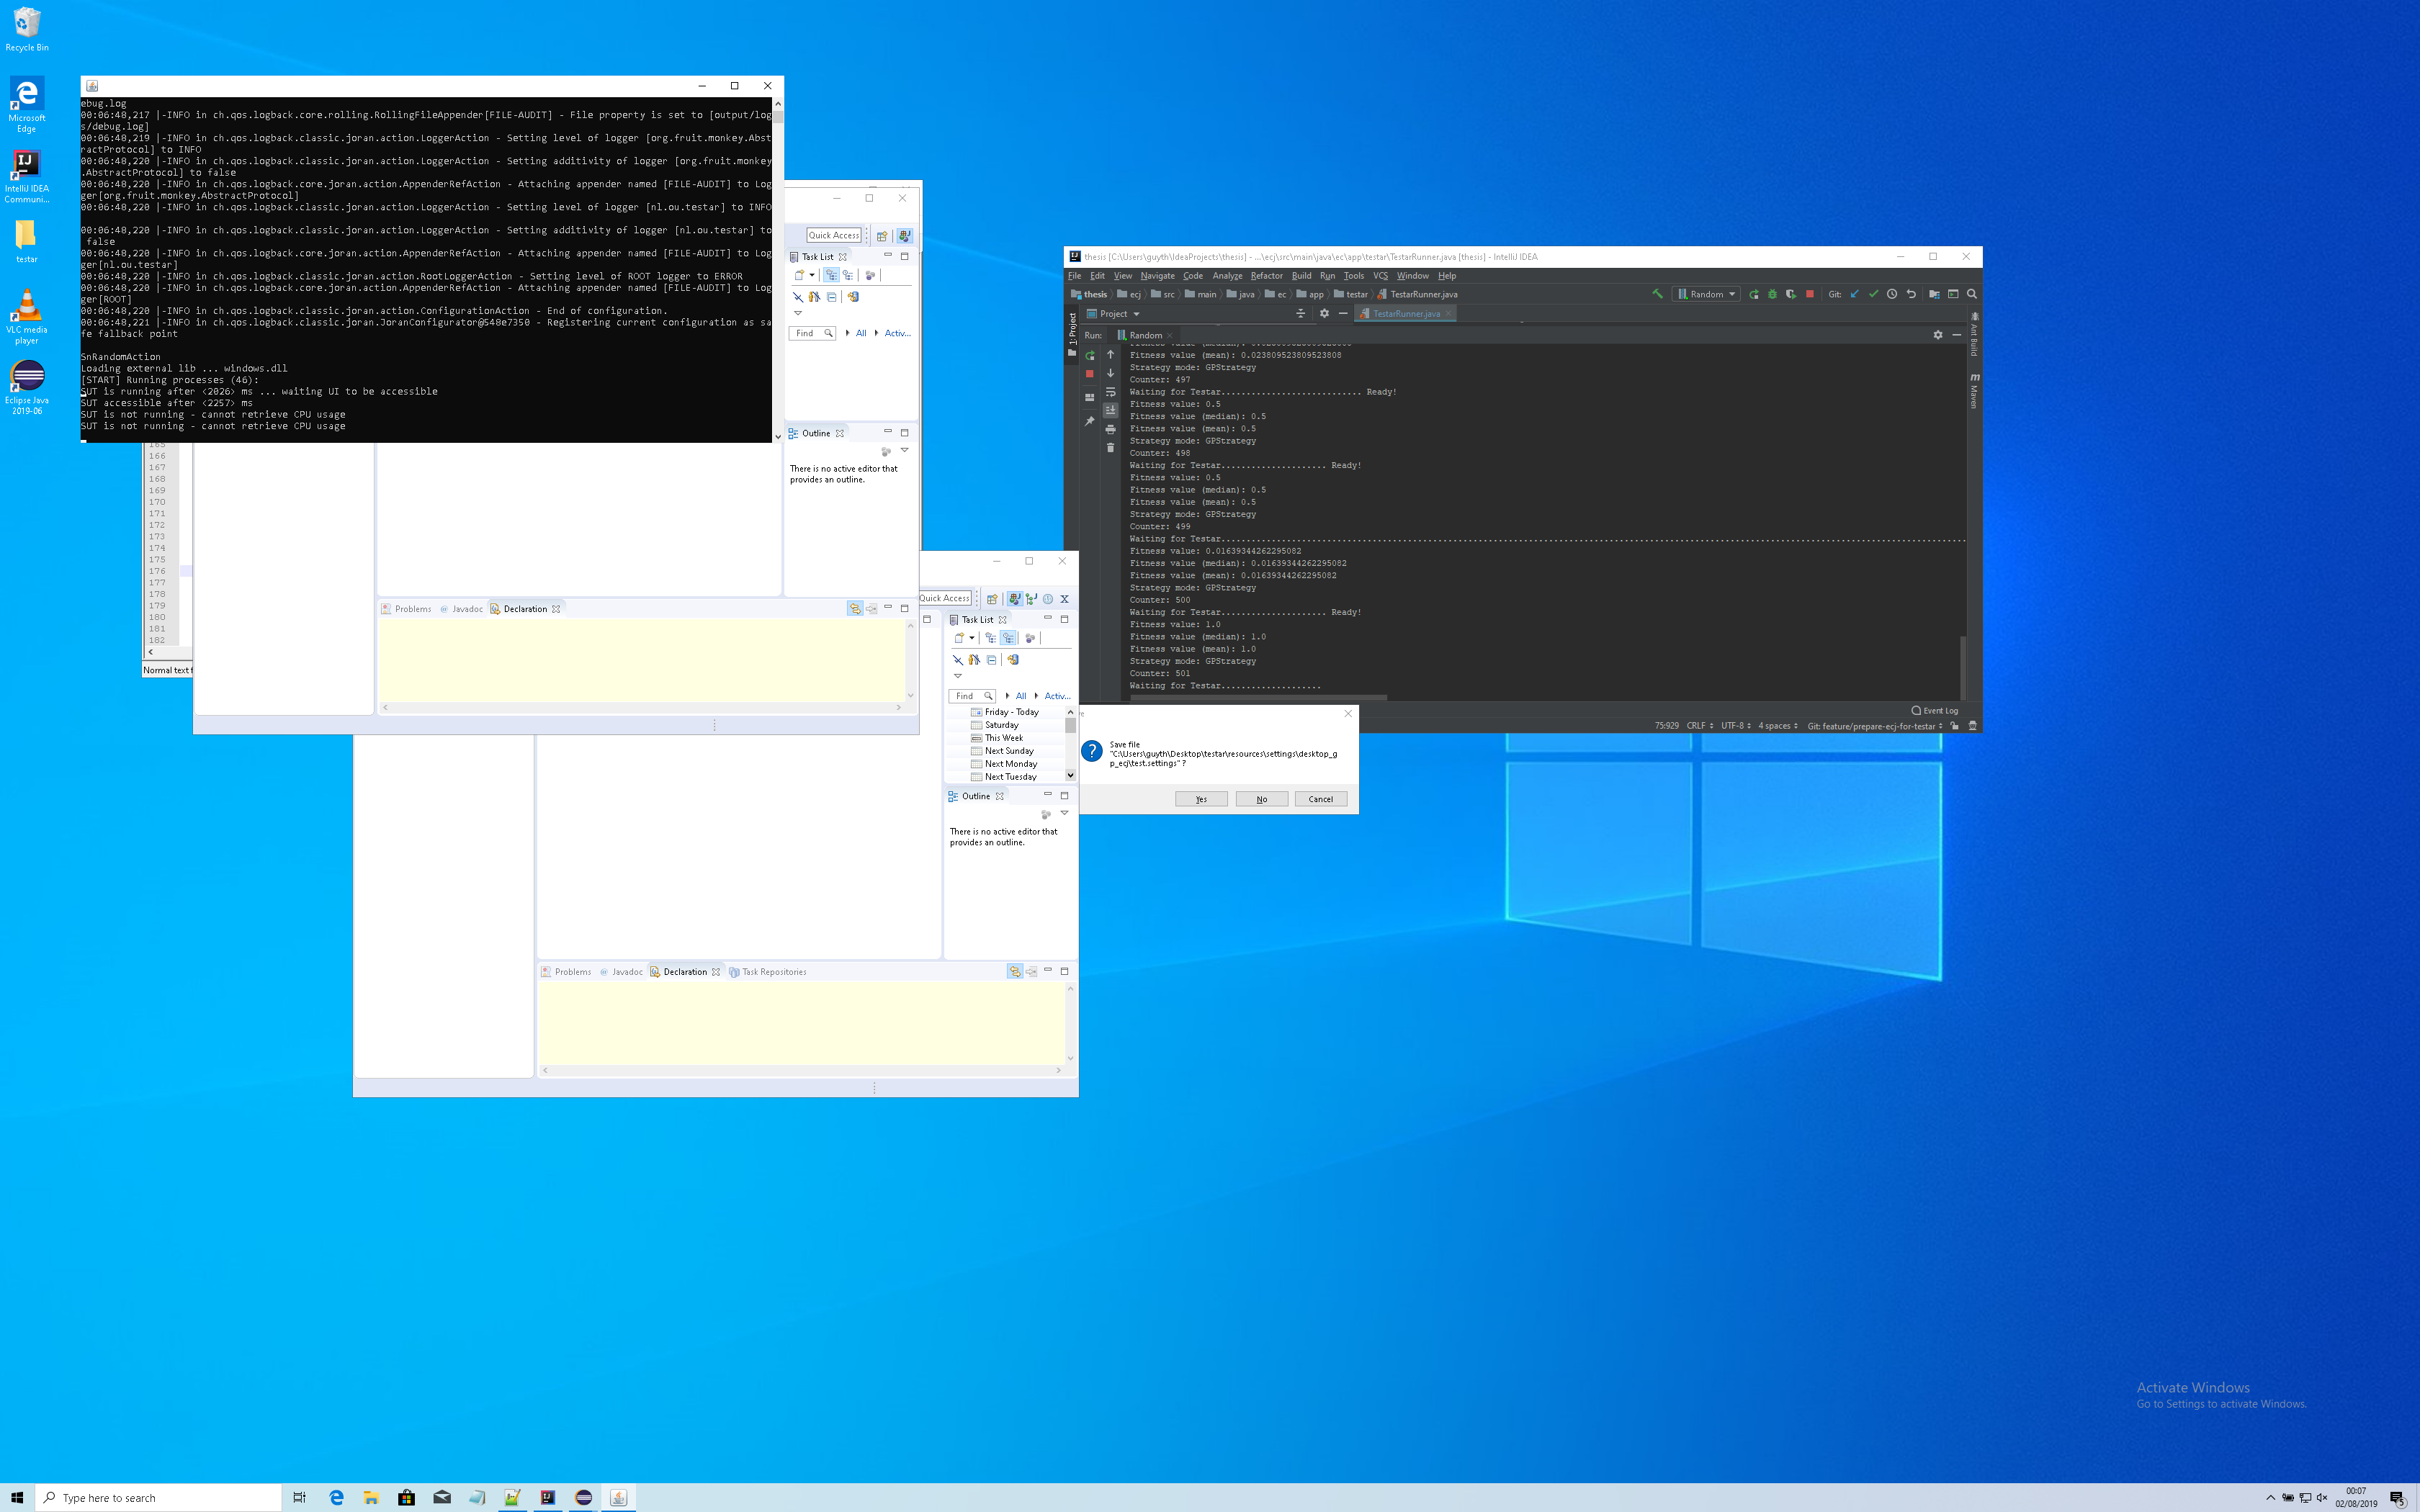 Recycle Bin
Microsoft
Edge
IntelliJ IDEA
Communi...
testar
VLC media
player
Eclipse Java
2019-06
ebug.log
00:06:48,217 |-INFO in ch.qos.logback.core.rolling.RollingFileAppender[FILE-AUDIT] - File property is set to [output/log
s/debug.log]
00:06:48,219 |-INFO in ch.qos.logback.classic.joran.action.LoggerAction - Setting level of logger [org.fruit.monkey.Abst
ractProtocol] to INFO
00:06:48,220 |-INFO in ch.qos.logback.classic.joran.action.LoggerAction - Setting additivity of logger [org.fruit.monkey
.AbstractProtocol] to false
00:06:48,220 |-INFO in ch.qos.logback.core.joran.action.AppenderRefAction - Attaching appender named [FILE-AUDIT] to Log
ger[org.fruit.monkey.AbstractProtocol]
00:06:48,220 |-INFO in ch.qos.logback.classic.joran.action.LoggerAction - Setting level of logger [nl.ou.testar] to INFO
00:06:48,220 |-INFO in ch.qos.logback.classic.joran.action.LoggerAction - Setting additivity of logger [nl.ou.testar] to
false
00:06:48,220 |-INFO in ch.qos.logback.core.joran.action.AppenderRefAction - Attaching appender named [FILE-AUDIT] to Log
ger[nl.ou.testar]
00:06:48,220 |-INFO in ch.qos.logback.classic.joran.action.RootLoggerAction - Setting level of ROOT logger to ERROR
00:06:48,220 |-INFO in ch.qos.logback.core.joran.action.AppenderRefAction - Attaching appender named [FILE-AUDIT] to Log
ger[ROOT]
00:06:48,220 |-INFO in ch.qos.logback.classic.joran.action.ConfigurationAction - End of configuration.
00:06:48,221 |-INFO in ch.qos.logback.classic.joran.JoranConfigurator@548e7350 - Registering current configuration as sa
fe fallback point
SnRandomAction
Loading external lib ... windows.dll
[START] Running processes (46):
SUT is running after <2026> ms ... waiting UI to be accessible
SUT accessible after <2257> ms
SUT is not running - cannot retrieve CPU usage
SUT is not running - cannot retrieve CPU usage
165
166
167
168
169
170
171
172
173
174
175
176
177
178
179
180
181
182
Normal text f
Quick Access
Task List
Find
All
Activ...
Outline
There is no active editor that
provides an outline.
Problems @ Javadoc Declaration
Quick Access
Task List
Find
All
Activ...
Friday - Today
Saturday
This Week
Next Sunday
Next Monday
Next Tuesday
Outline
There is no active editor that
provides an outline.
Problems @ Javadoc Declaration Task Repositories
thesis [C:\Users\guyth\IdeaProjects\thesis] - ...\ecj\src\main\java\ec\app\testar\TestarRunner.java [thesis] - IntelliJ IDEA
File Edit View Navigate Code Analyze Refactor Build Run Tools VCS Window Help
thesis ecj src main java ec app testar TestarRunner.java
Random
Git:
1: Project
Project
TestarRunner.java
Ant Build
Maven
Run: Random
Fitness value (mean): 0.023809523809523808
Strategy mode: GPStrategy
Counter: 497
Waiting for Testar............................ Ready!
Fitness value: 0.5
Fitness value (median): 0.5
Fitness value (mean): 0.5
Strategy mode: GPStrategy
Counter: 498
Waiting for Testar..................... Ready!
Fitness value: 0.5
Fitness value (median): 0.5
Fitness value (mean): 0.5
Strategy mode: GPStrategy
Counter: 499
Waiting for Testar....................................................................................................................................................
Fitness value: 0.01639344262295082
Fitness value (median): 0.01639344262295082
Fitness value (mean): 0.01639344262295082
Strategy mode: GPStrategy
Counter: 500
Waiting for Testar..................... Ready!
Fitness value: 1.0
Fitness value (median): 1.0
Fitness value (mean): 1.0
Strategy mode: GPStrategy
Counter: 501
Waiting for Testar....................
Event Log
75:929 CRLF UTF-8 4 spaces Git: feature/prepare-ecj-for-testar
Save file
"C:\Users\guyth\Desktop\testar\resources\settings\desktop_g
p_ecj\test.settings" ?
Yes No Cancel
Activate Windows
Go to Settings to activate Windows.
Type here to search
00:07
02/08/2019
5